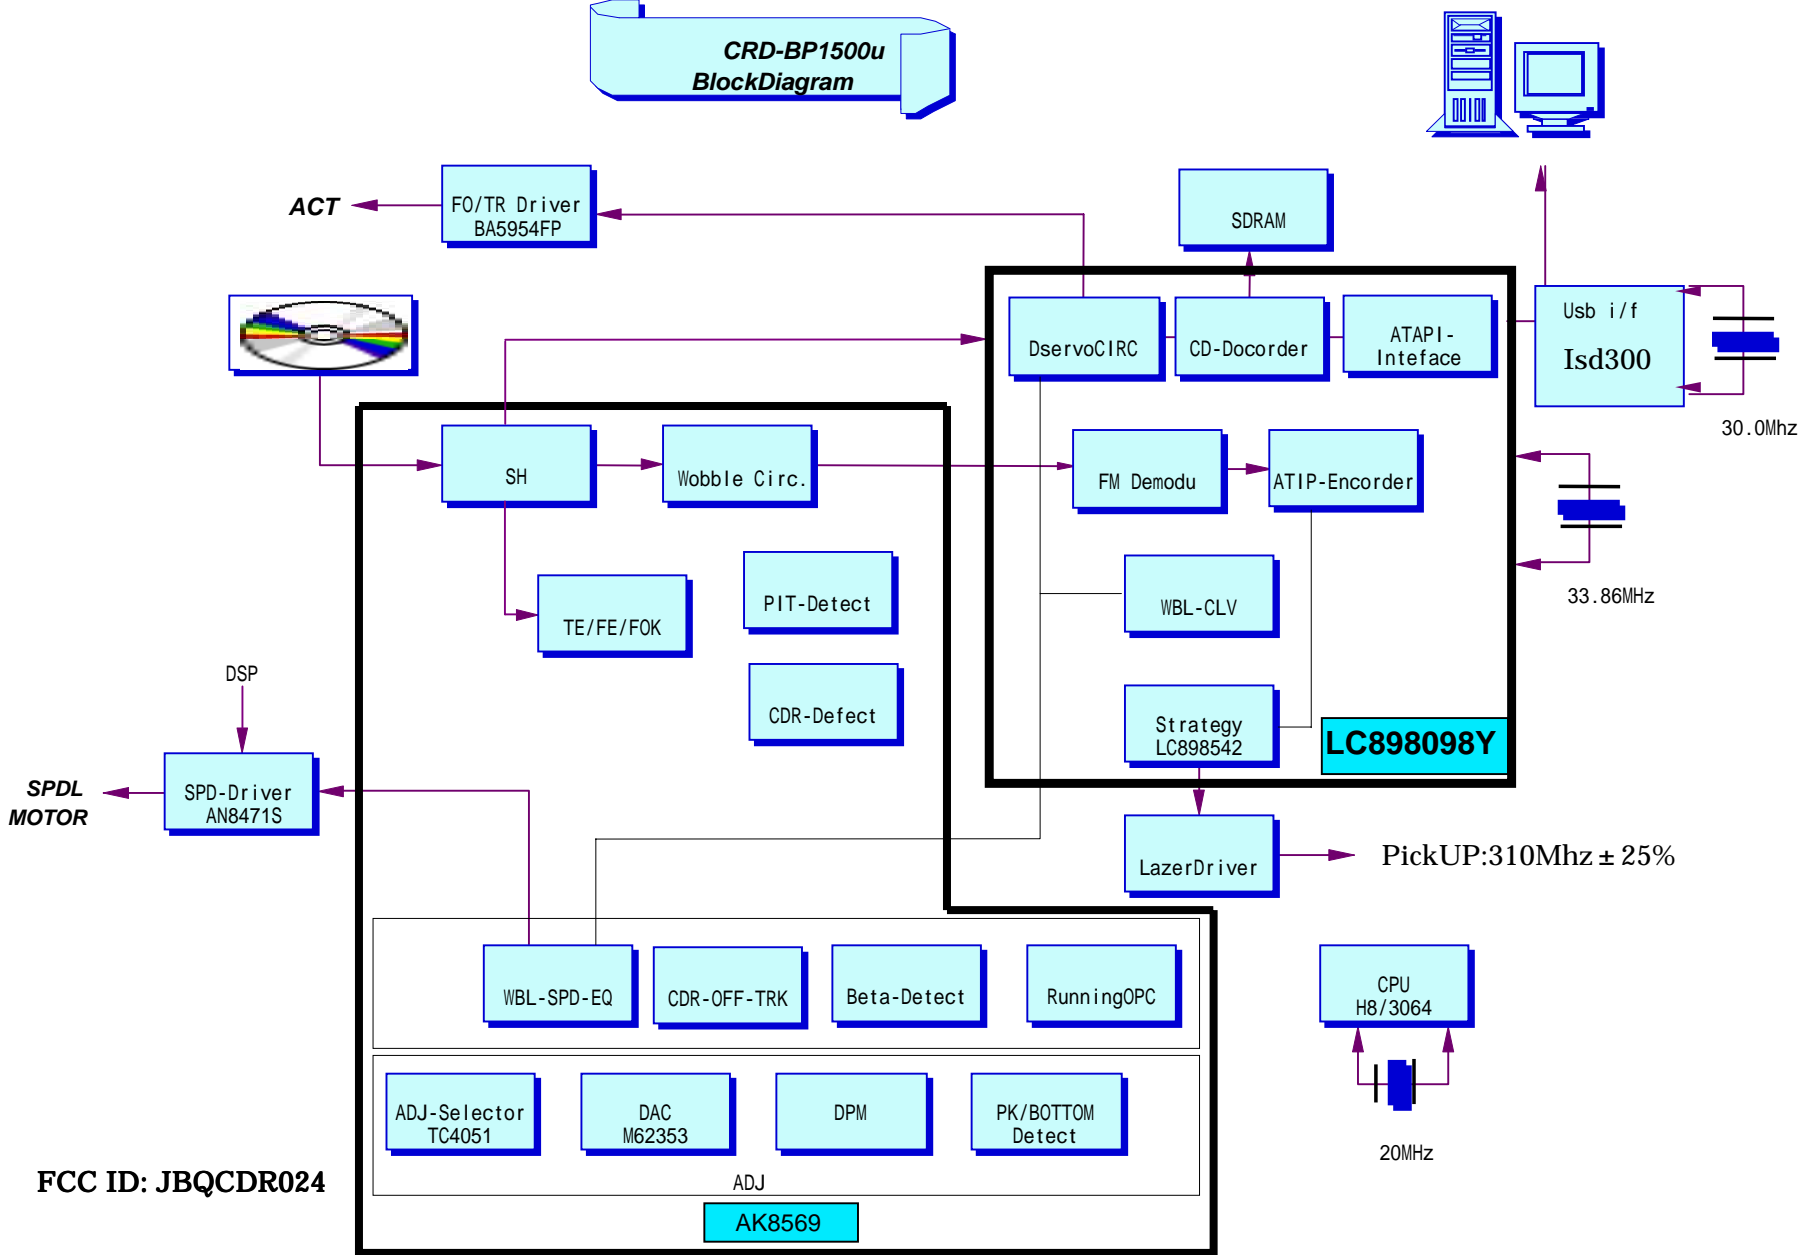 CRD-BP1500u
BlockDiagram
ACT
FO/TR Driver
BA5954FP
SDRAM
DservoCIRC
CD-Docorder
ATAPI-
Inteface
Usb i/f
Isd300
30.0Mhz
SH
Wobble Circ.
FM Demodu
ATIP-Encorder
33.86MHz
TE/FE/FOK
PIT-Detect
WBL-CLV
CDR-Defect
DSP
Strategy
LC898542
LC898098Y
SPDL
MOTOR
SPD-Driver
AN8471S
LazerDriver
PickUP:310Mhz ± 25%
WBL-SPD-EQ
CDR-OFF-TRK
Beta-Detect
RunningOPC
CPU
H8/3064
20MHz
ADJ-Selector
TC4051
DAC
M62353
DPM
PK/BOTTOM
Detect
ADJ
FCC ID: JBQCDR024
AK8569